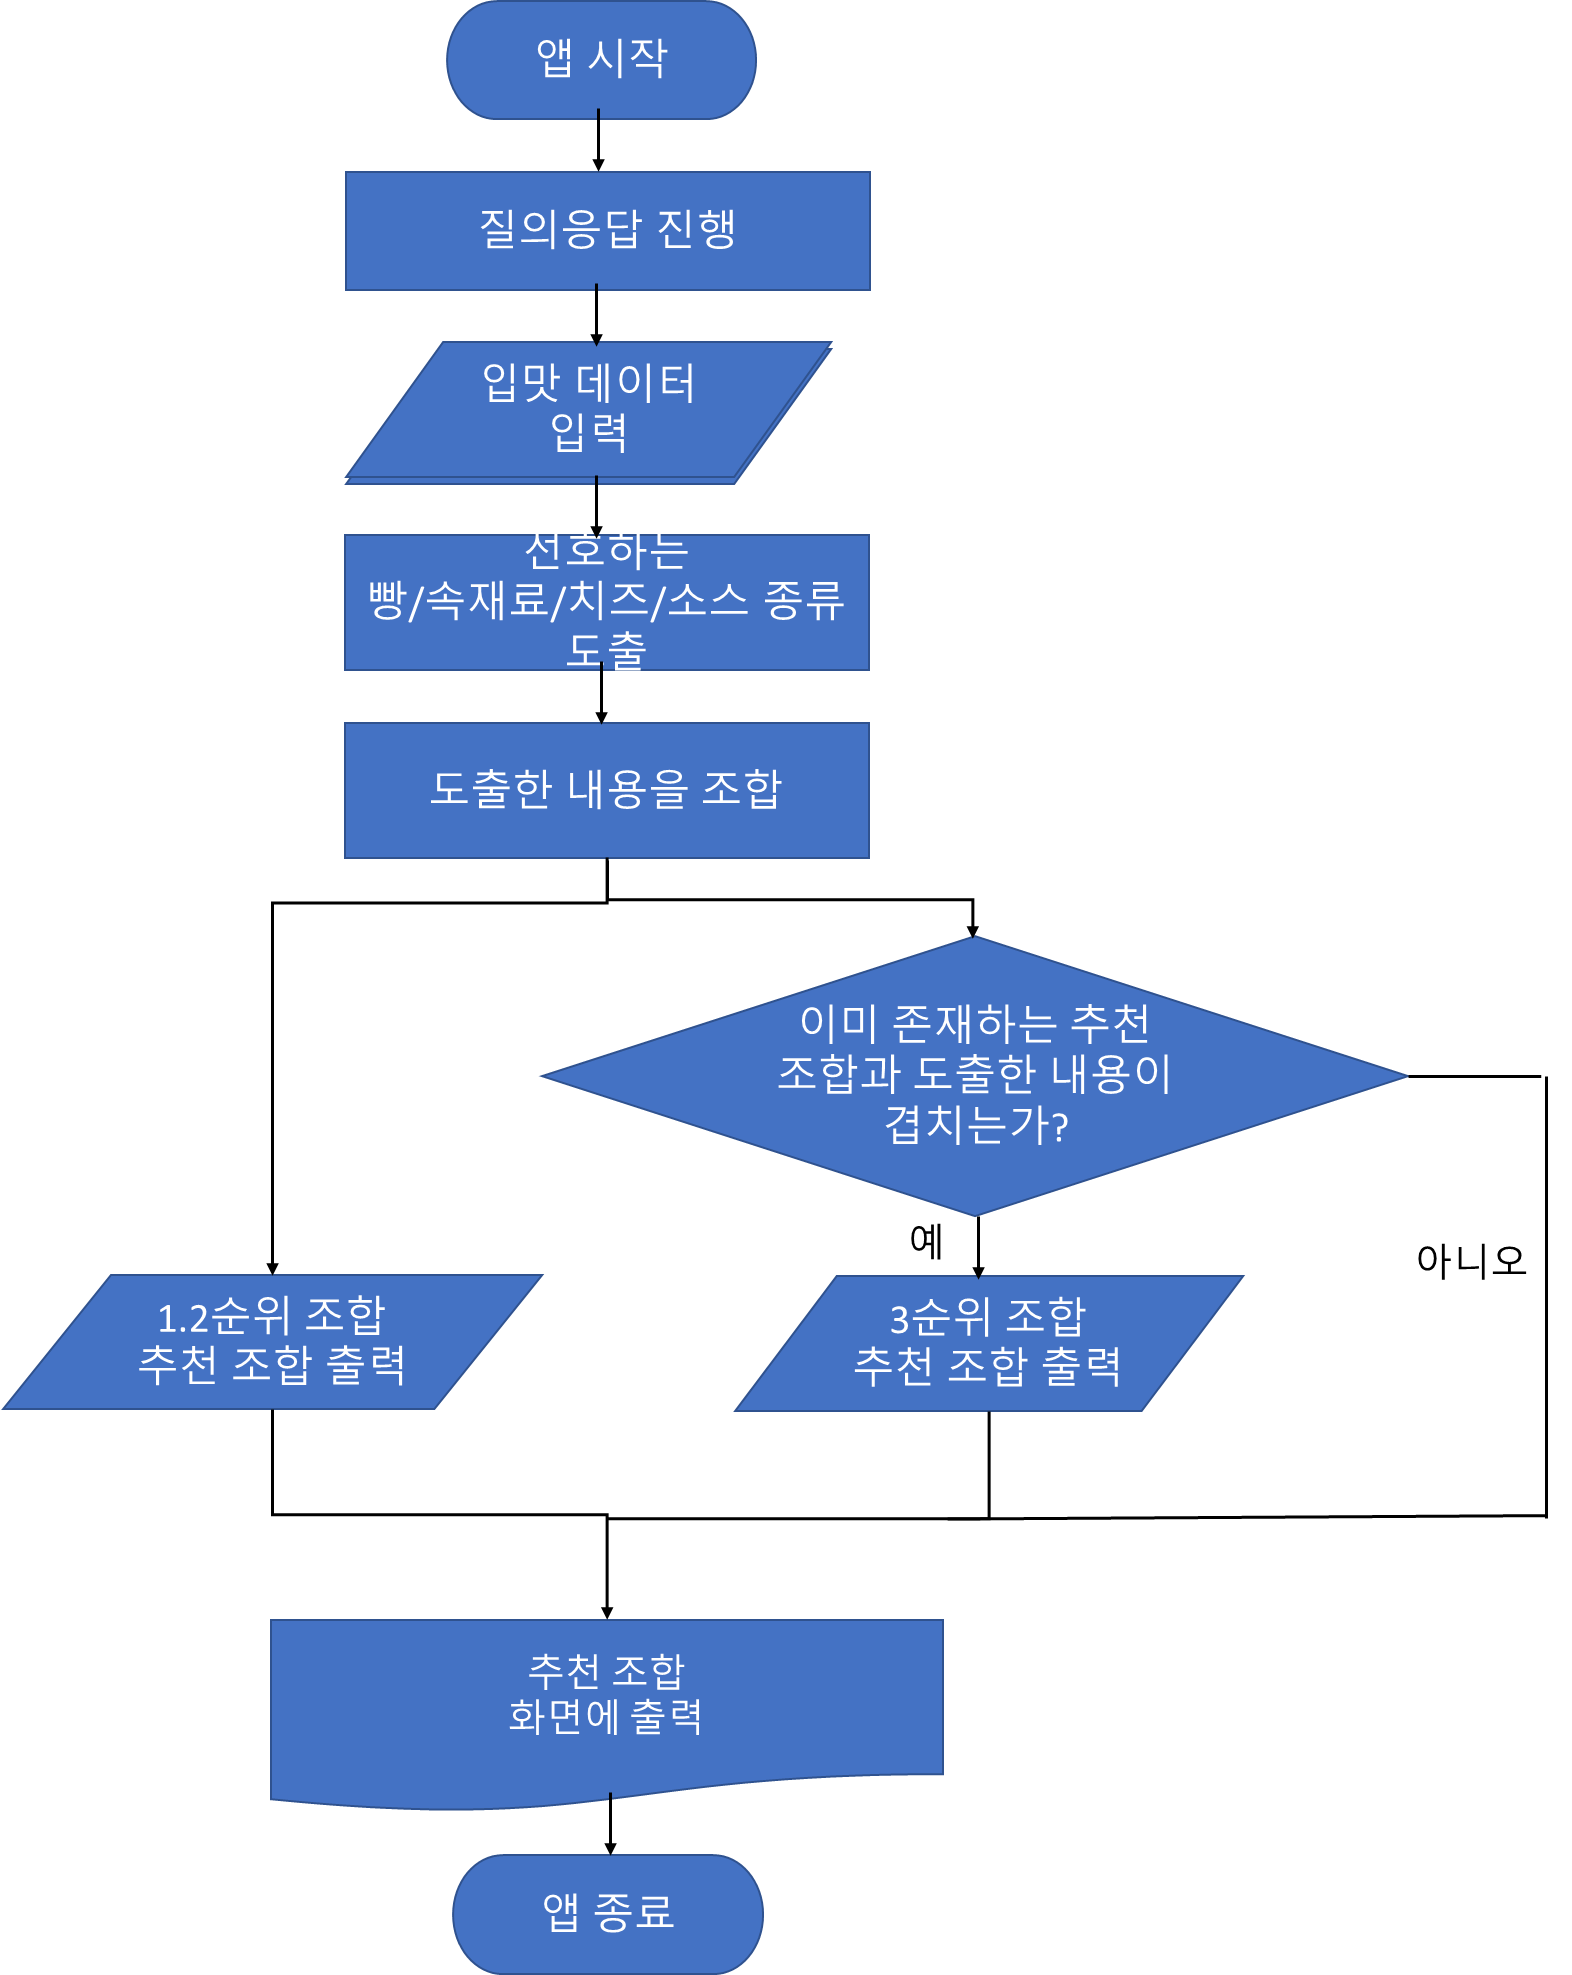 앱 시작
질의응답 진행
입맛 데이터
입력
선호하는
빵/속재료/치즈/소스 종류
도출
도출한 내용을 조합
이미 존재하는 추천
조합과 도출한 내용이
겹치는가?
예
아니오
1.2순위 조합
추천 조합 출력
3순위 조합
추천 조합 출력
추천 조합
화면에 출력
앱 종료